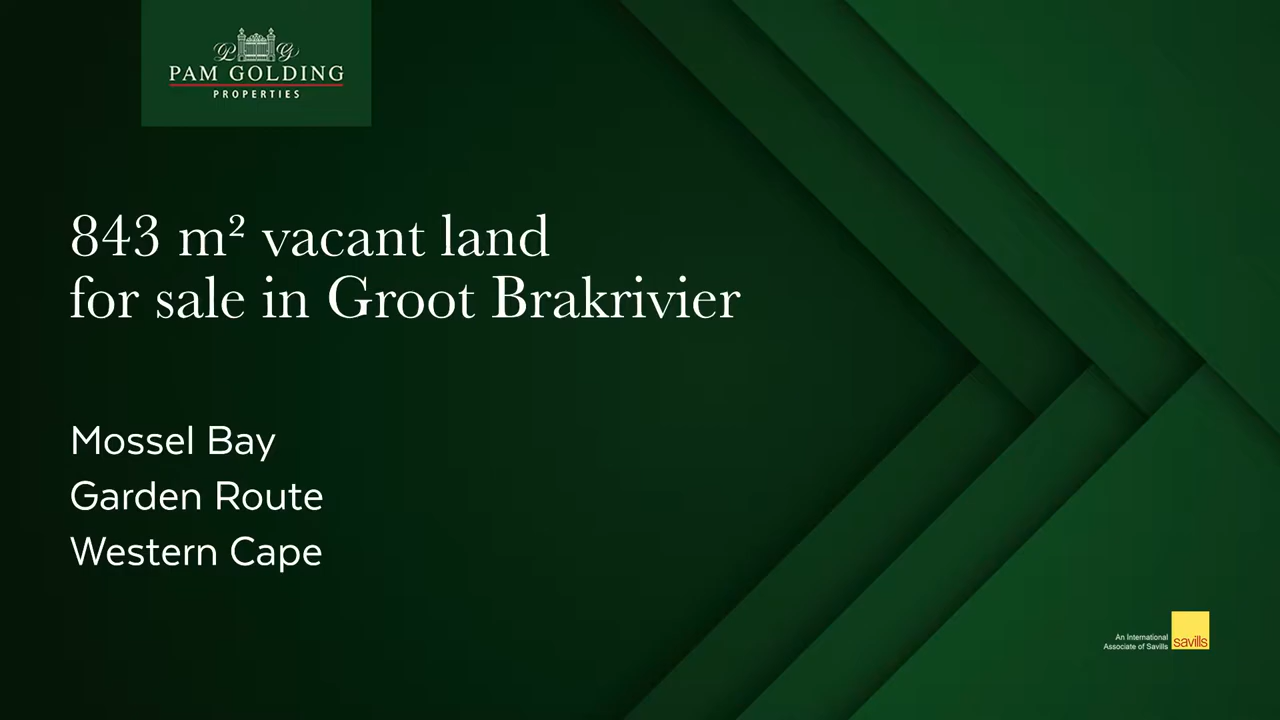 P G
PAM GOLDING
PROPERTIES
843 m² vacant land
for sale in Groot Brakrivier
Mossel Bay
Garden Route
Western Cape
An International
Associate of Savills
savills